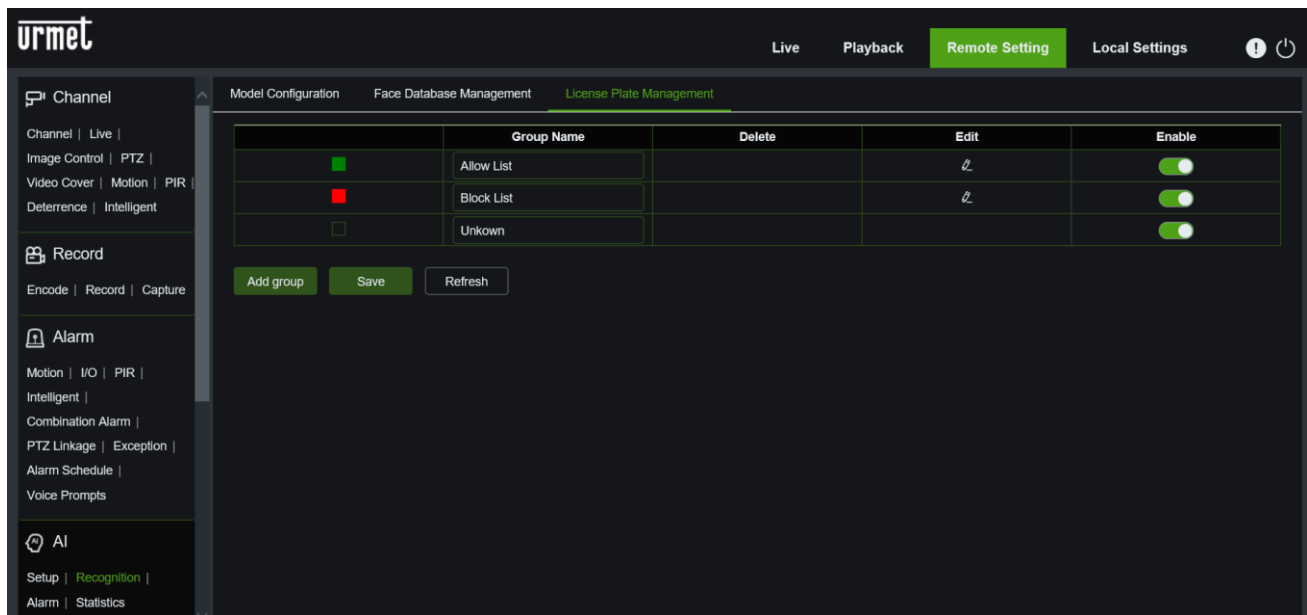 urmet
Live Playback Remote Setting Local Settings
Channel
Channel | Live |
Image Control | PTZ |
Video Cover | Motion | PIR |
Deterrence | Intelligent
Record
Encode | Record | Capture
Alarm
Motion | I/O | PIR |
Intelligent |
Combination Alarm |
PTZ Linkage | Exception |
Alarm Schedule |
Voice Prompts
AI
Setup | Recognition |
Alarm | Statistics
Model Configuration Face Database Management License Plate Management
Group Name Delete Edit Enable
Allow List
Block List
Unkown
Add group Save Refresh